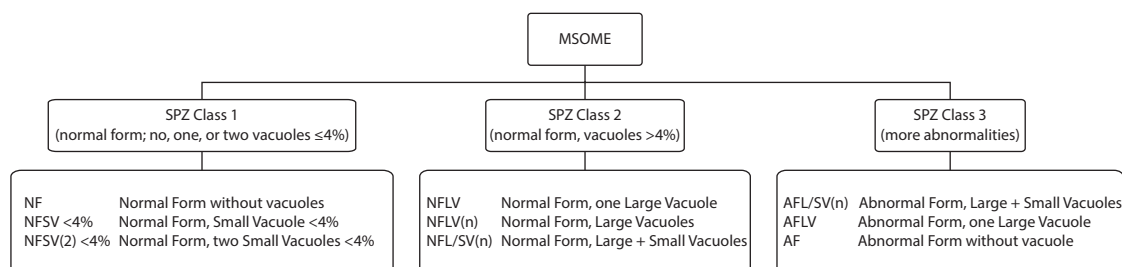 MSOME
SPZ Class 1
(normal form; no, one, or two vacuoles ≤4%)
SPZ Class 2
(normal form, vacuoles >4%)
SPZ Class 3
(more abnormalities)
NF Normal Form without vacuoles
NFSV <4% Normal Form, Small Vacuole <4%
NFSV(2) <4% Normal Form, two Small Vacuoles <4%
NFLV Normal Form, one Large Vacuole
NFLV(n) Normal Form, Large Vacuoles
NFL/SV(n) Normal Form, Large + Small Vacuoles
AFL/SV(n) Abnormal Form, Large + Small Vacuoles
AFLV Abnormal Form, one Large Vacuole
AF Abnormal Form without vacuole